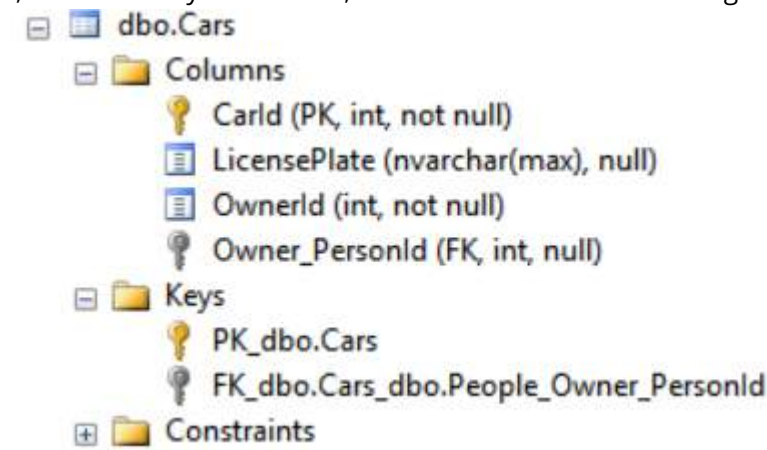 dbo.Cars
Columns
CarId (PK, int, not null)
LicensePlate (nvarchar(max), null)
OwnerId (int, not null)
Owner_PersonId (FK, int, null)
Keys
PK_dbo.Cars
FK_dbo.Cars_dbo.People_Owner_PersonId
Constraints